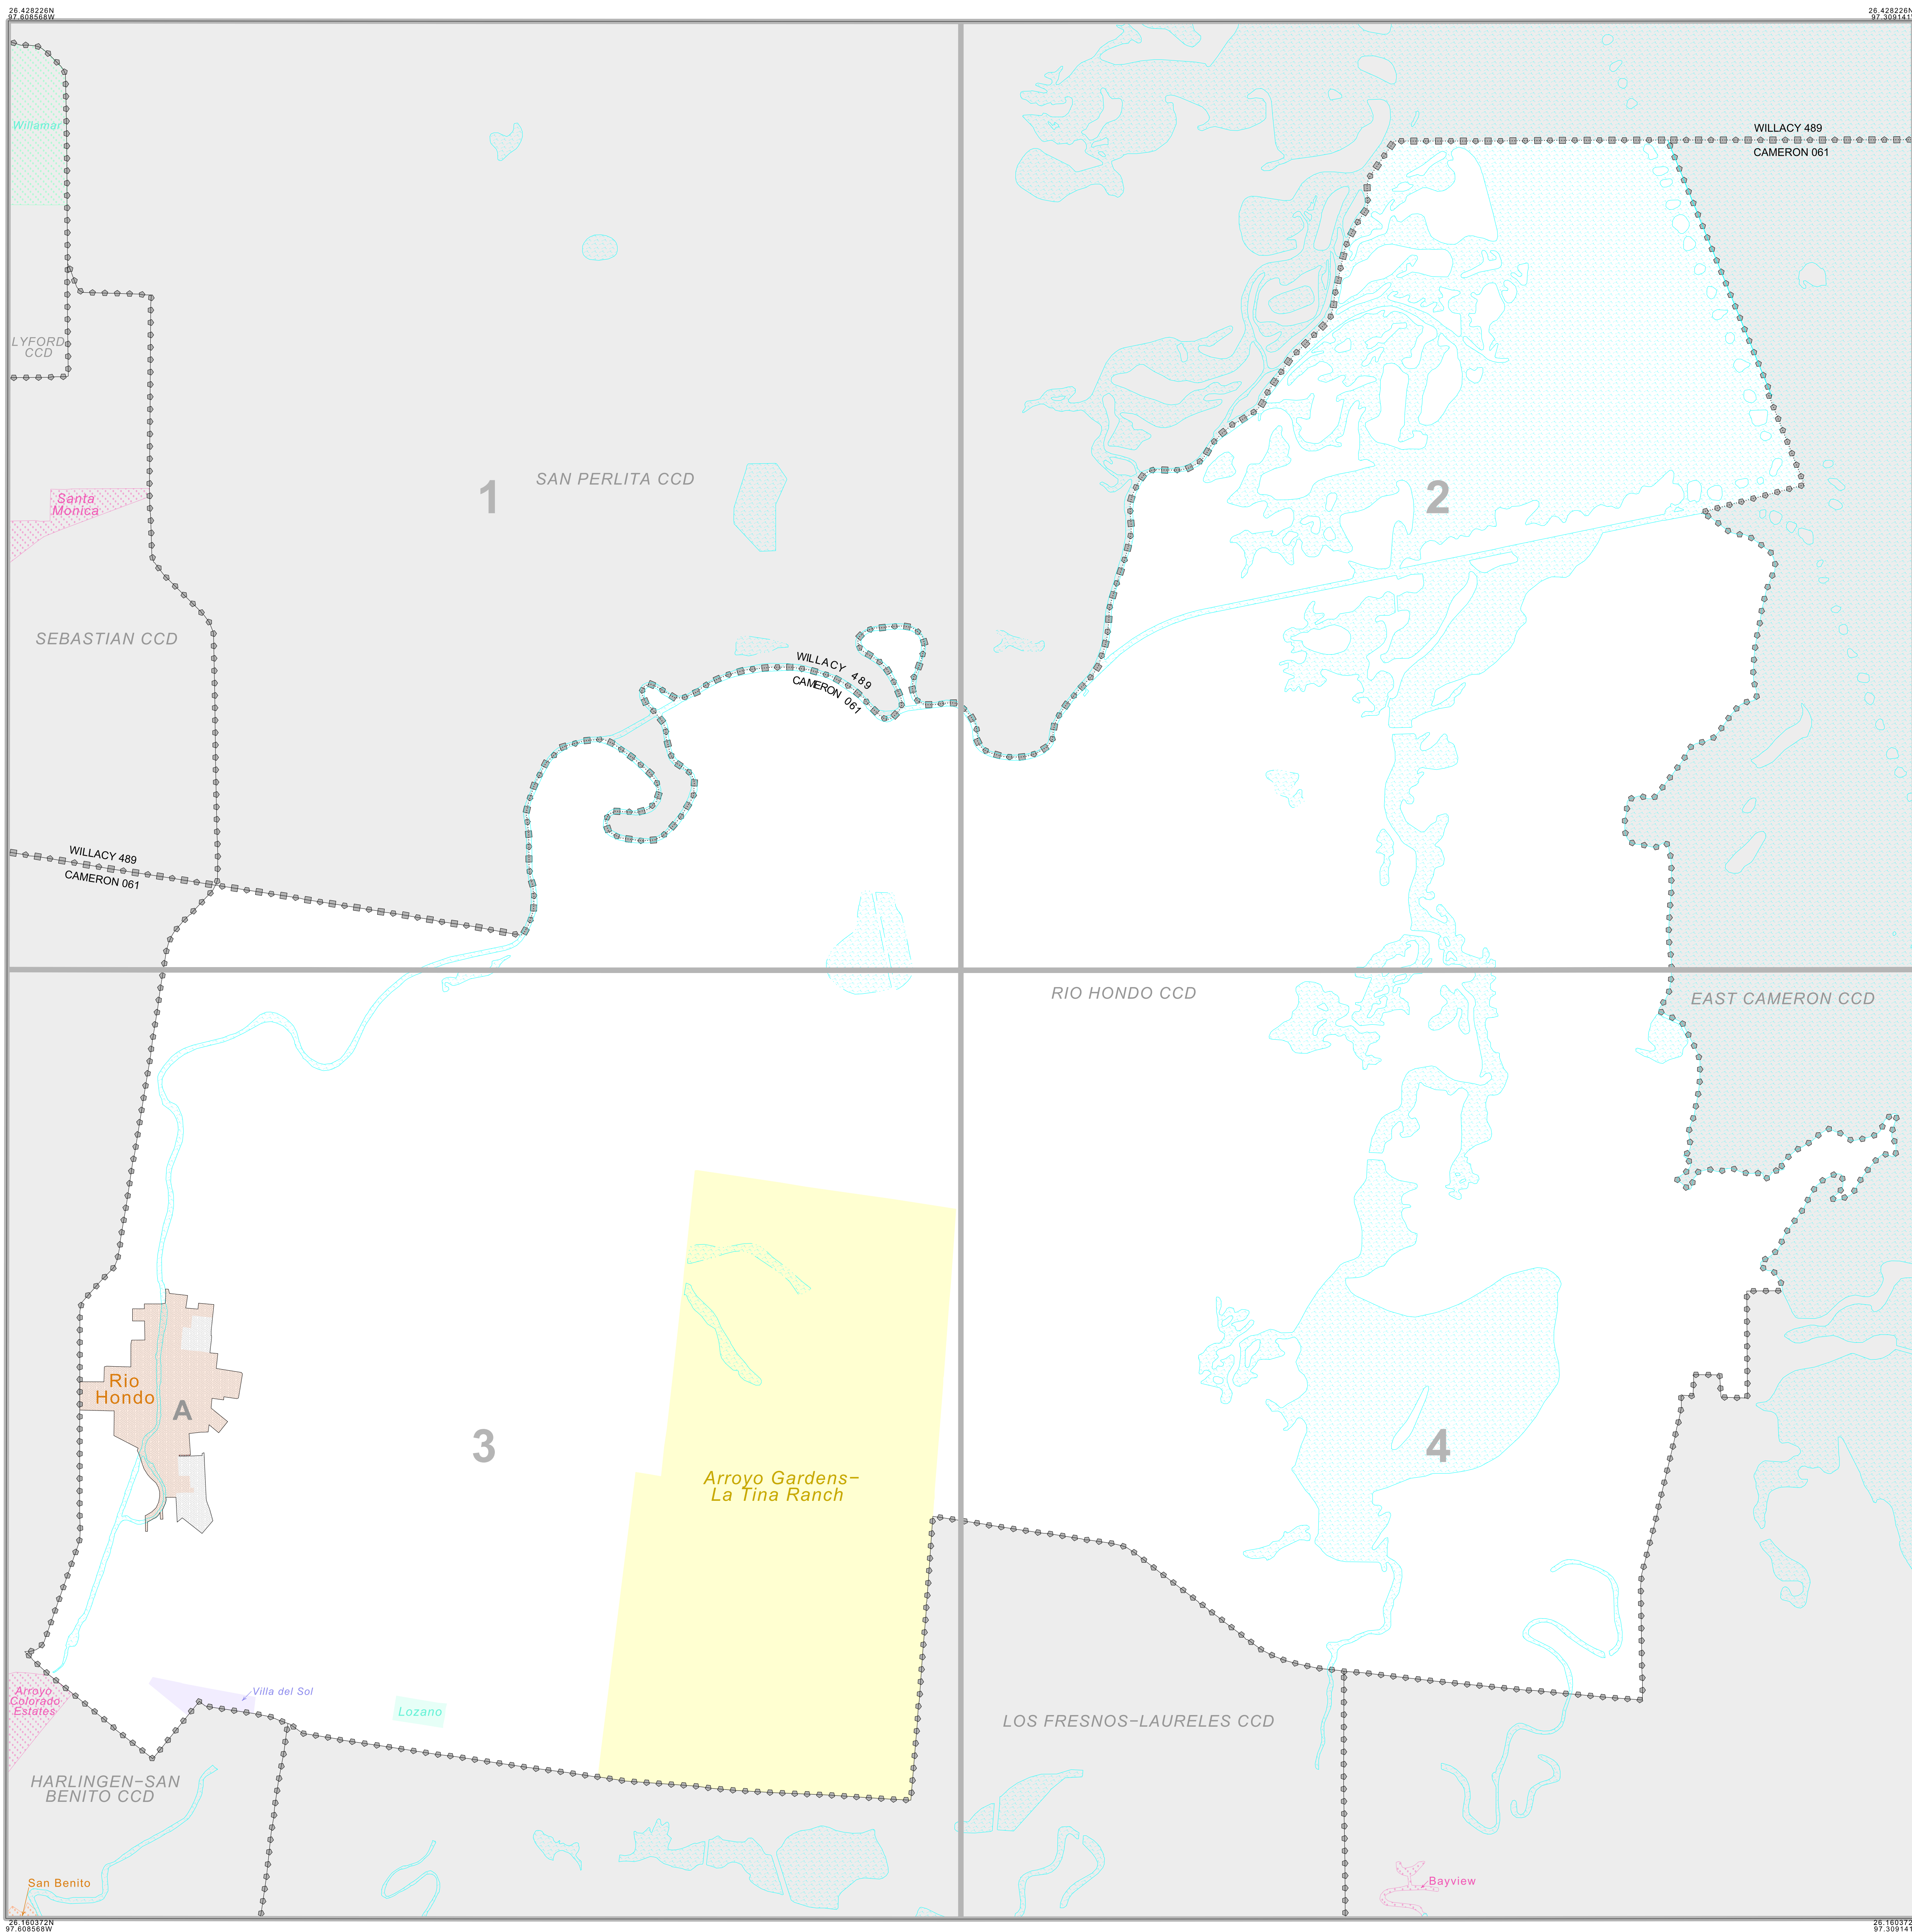 26.428226N
97.608568W
26.428226N
97.309141
Willamar
WILLACY 489
CAMERON 061
LYFORD
CCD
1
SAN PERLITA CCD
2
Santa
Monica
SEBASTIAN CCD
WILLACY 489
CAMERON 061
WILLACY 489
CAMERON 061
RIO HONDO CCD
EAST CAMERON CCD
Rio
Hondo
A
3
4
Arroyo Gardens-
La Tina Ranch
Arroyo
Colorado
Estates
Villa del Sol
Lozano
LOS FRESNOS-LAURELES CCD
HARLINGEN-SAN
BENITO CCD
San Benito
Bayview
26.160372N
97.608568W
26.160372
97.309141